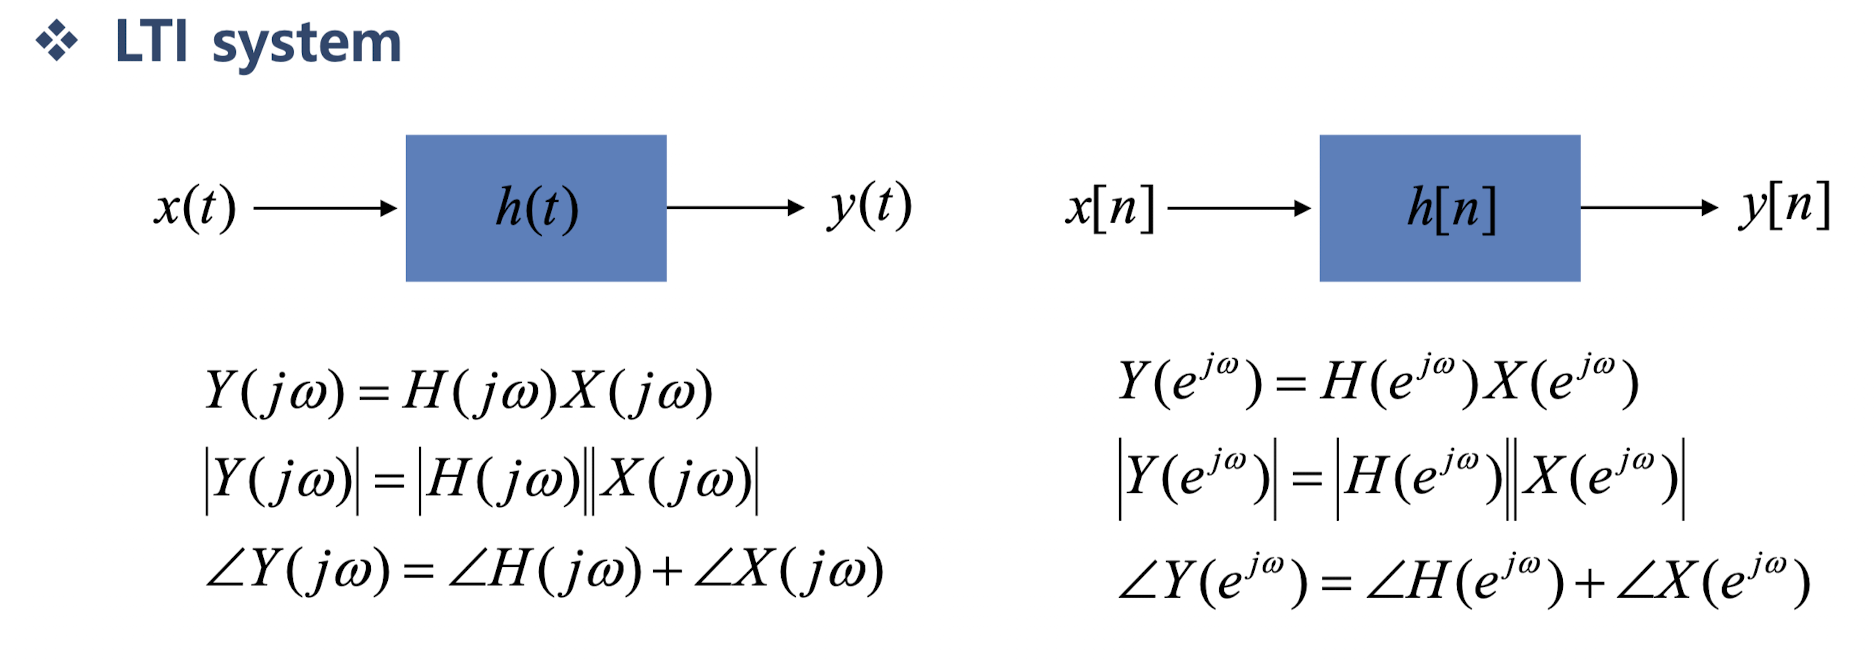 ❖ LTI system
x(t) h(t) y(t) x[n] h[n] y[n]
Y(jω) = H(jω)X(jω)
|Y(jω)| = |H(jω)||X(jω)|
∠Y(jω) = ∠H(jω) + ∠X(jω)
Y(e^{jω}) = H(e^{jω})X(e^{jω})
|Y(e^{jω})| = |H(e^{jω})||X(e^{jω})|
∠Y(e^{jω}) = ∠H(e^{jω}) + ∠X(e^{jω})